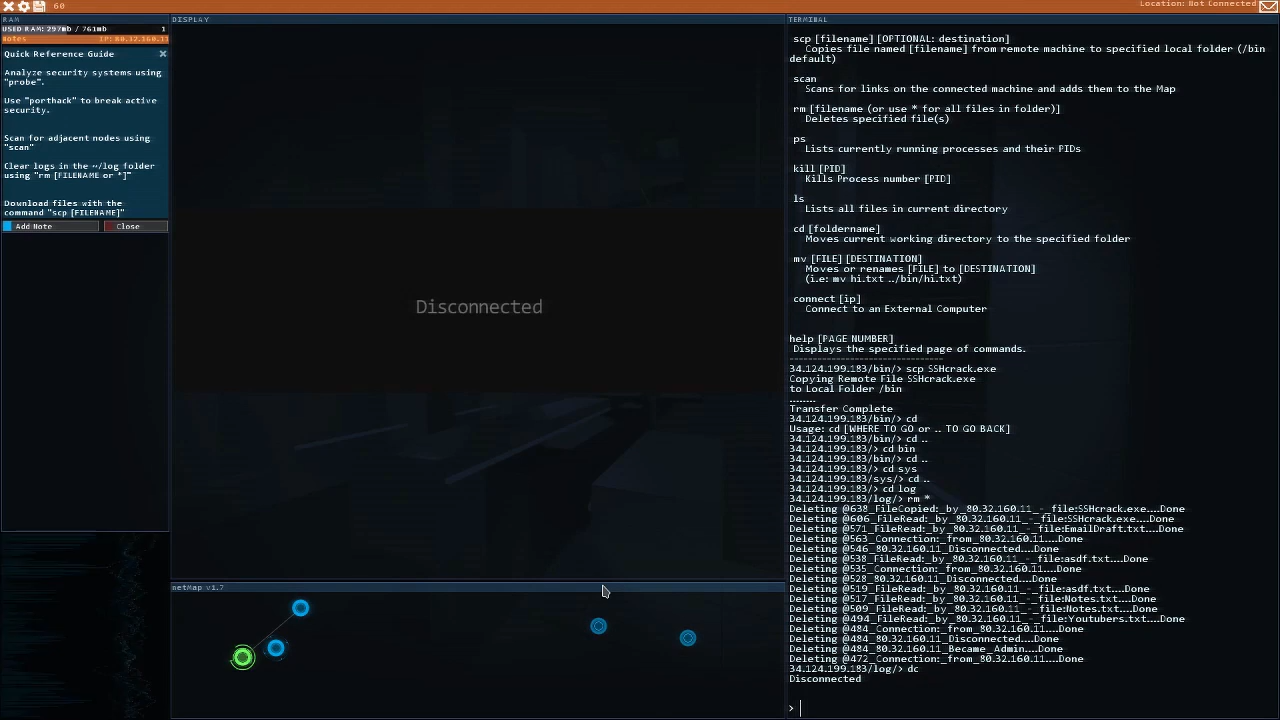 60
Location: Not Connected
RAM
USED RAM: 297mb / 761mb
1
notes
IP: 80.32.160.11
Quick Reference Guide
Analyze security systems using
"probe".
Use "porthack" to break active
security.
Scan for adjacent nodes using
"scan"
Clear logs in the ~/log folder
using "rm [FILENAME or *]"
Download files with the
command "scp [FILENAME]"
Add Note
Close
DISPLAY
Disconnected
netMap v1.7
TERMINAL
scp [filename] [OPTIONAL: destination]
Copies file named [filename] from remote machine to specified local folder (/bin
default)
scan
Scans for links on the connected machine and adds them to the Map
rm [filename (or use * for all files in folder)]
Deletes specified file(s)
ps
Lists currently running processes and their PIDs
kill [PID]
Kills Process number [PID]
ls
Lists all files in current directory
cd [foldername]
Moves current working directory to the specified folder
mv [FILE] [DESTINATION]
Moves or renames [FILE] to [DESTINATION]
(i.e: mv hi.txt ../bin/hi.txt)
connect [ip]
Connect to an External Computer
help [PAGE NUMBER]
Displays the specified page of commands.
---------------------------------
34.124.199.183/bin/> scp SSHcrack.exe
Copying Remote File SSHcrack.exe
to Local Folder /bin
........
Transfer Complete
34.124.199.183/bin/> cd
Usage: cd [WHERE TO GO or .. TO GO BACK]
34.124.199.183/bin/> cd ..
34.124.199.183/> cd bin
34.124.199.183/bin/> cd ..
34.124.199.183/> cd sys
34.124.199.183/sys/> cd ..
34.124.199.183/> cd log
34.124.199.183/log/> rm *
Deleting @638_FileCopied:_by_80.32.160.11_-_file:SSHcrack.exe....Done
Deleting @606_FileRead:_by_80.32.160.11_-_file:SSHcrack.exe....Done
Deleting @571_FileRead:_by_80.32.160.11_-_file:EmailDraft.txt....Done
Deleting @563_Connection:_from_80.32.160.11....Done
Deleting @546_80.32.160.11_Disconnected....Done
Deleting @538_FileRead:_by_80.32.160.11_-_file:asdf.txt....Done
Deleting @535_Connection:_from_80.32.160.11....Done
Deleting @528_80.32.160.11_Disconnected....Done
Deleting @519_FileRead:_by_80.32.160.11_-_file:asdf.txt....Done
Deleting @517_FileRead:_by_80.32.160.11_-_file:Notes.txt....Done
Deleting @509_FileRead:_by_80.32.160.11_-_file:Notes.txt....Done
Deleting @494_FileRead:_by_80.32.160.11_-_file:Youtubers.txt....Done
Deleting @484_Connection:_from_80.32.160.11....Done
Deleting @484_80.32.160.11_Disconnected....Done
Deleting @484_80.32.160.11_Became_Admin....Done
Deleting @472_Connection:_from_80.32.160.11....Done
34.124.199.183/log/> dc
Disconnected
>